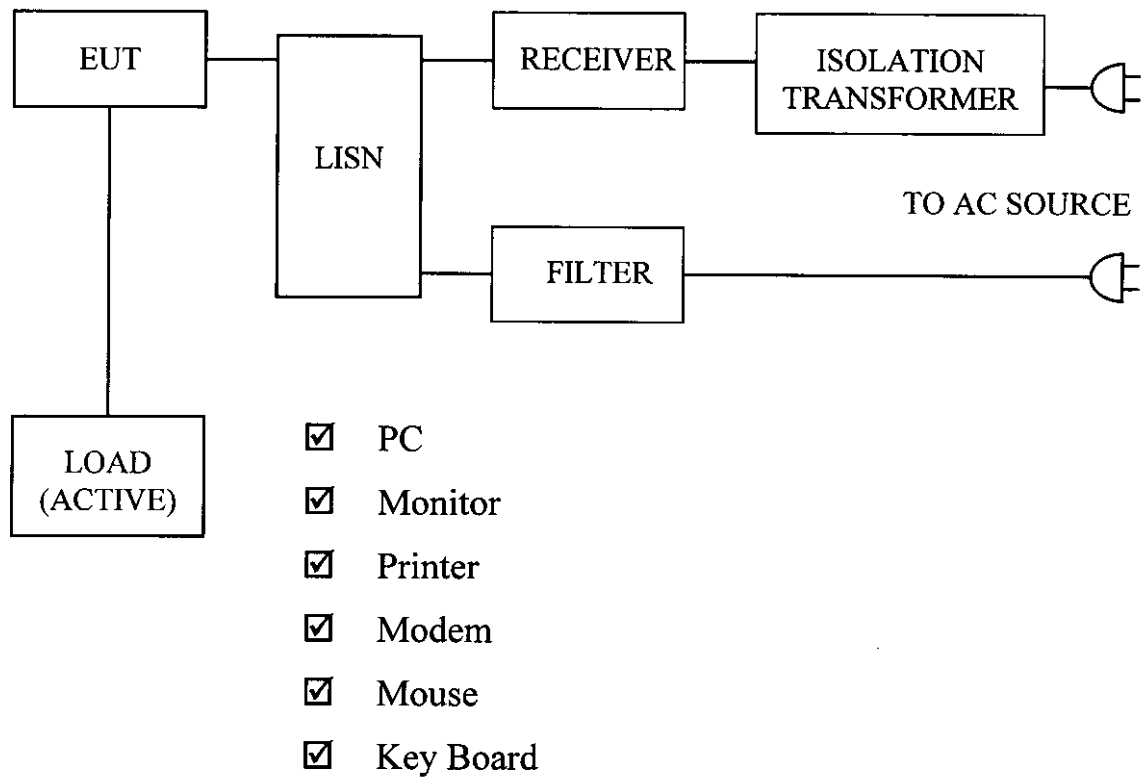 EUT
LISN
RECEIVER
ISOLATION
TRANSFORMER
TO AC SOURCE
FILTER
LOAD
(ACTIVE)
☑ PC
☑ Monitor
☑ Printer
☑ Modem
☑ Mouse
☑ Key Board